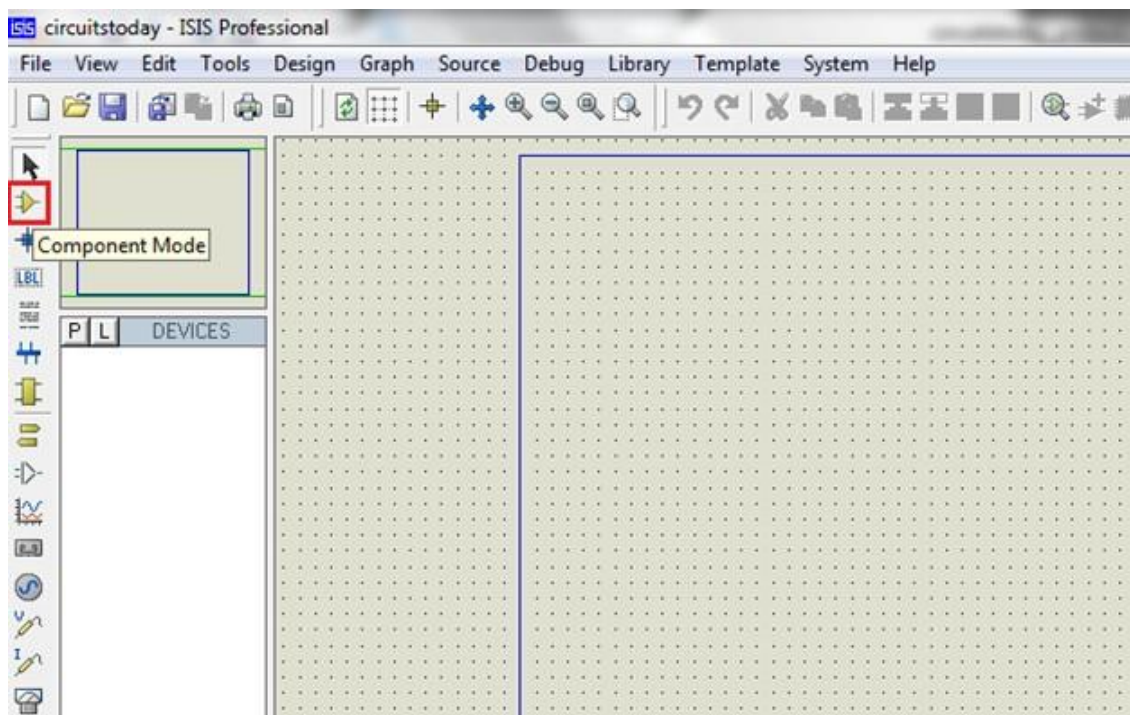 isis circuitstoday - ISIS Professional
File View Edit Tools Design Graph Source Debug Library Template System Help
Component Mode
LBL
P L DEVICES
V
I